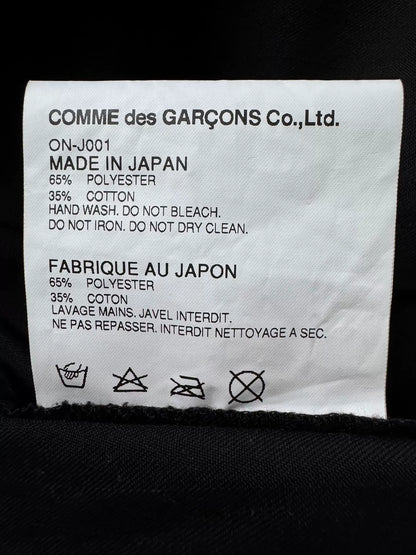 COMME des GARÇONS Co.,Ltd.
ON-J001
MADE IN JAPAN
65% POLYESTER
35% COTTON
HAND WASH. DO NOT BLEACH.
DO NOT IRON. DO NOT DRY CLEAN.
FABRIQUE AU JAPON
65% POLYESTER
35% COTON
LAVAGE MAINS. JAVEL INTERDIT.
NE PAS REPASSER. INTERDIT NETTOYAGE A SEC.